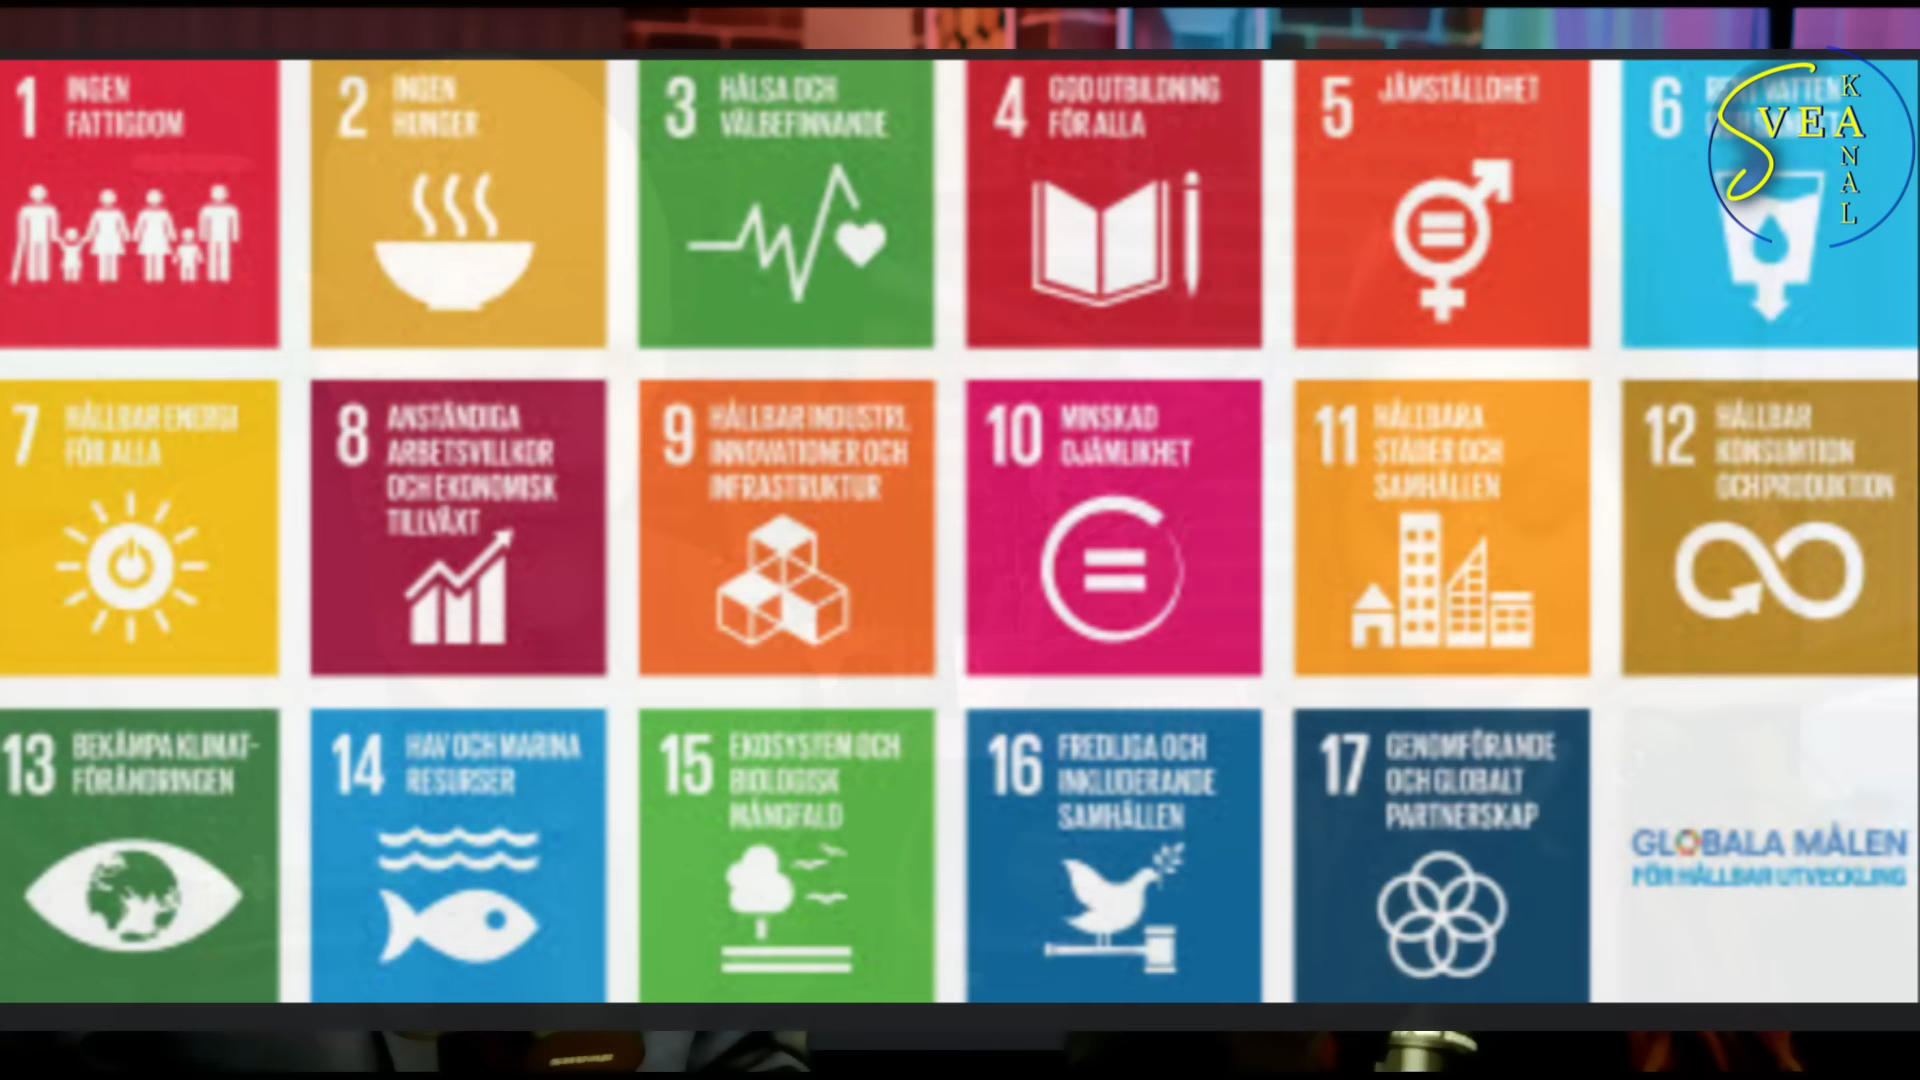 1 INGEN
FATTIGDOM
2 INGEN
HUNGER
3 HÄLSA OCH
VÄLBEFINNANDE
4 GOD UTBILDNING
FÖR ALLA
5 JÄMSTÄLLDHET
6
VATTEN
SVEA
KANAL
7 HÅLLBAR ENERGI
FÖR ALLA
8 ANSTÄNDIGA
ARBETSVILLKOR
OCH EKONOMISK
TILLVÄXT
9 HÅLLBAR INDUSTRI,
INNOVATIONER OCH
INFRASTRUKTUR
10 MINSKAD
OJÄMLIKHET
11 HÅLLBARA
STÄDER OCH
SAMHÄLLEN
12 HÅLLBAR
KONSUMTION
OCH PRODUKTION
13 BEKÄMPA KLIMAT-
FÖRÄNDRINGEN
14 HAV OCH MARINA
RESURSER
15 EKOSYSTEM OCH
BIOLOGISK
MÅNGFALD
16 FREDLIGA OCH
INKLUDERANDE
SAMHÄLLEN
17 GENOMFÖRANDE
OCH GLOBALT
PARTNERSKAP
GLOBALA MÅLEN
FÖR HÅLLBAR UTVECKLING
SHURE